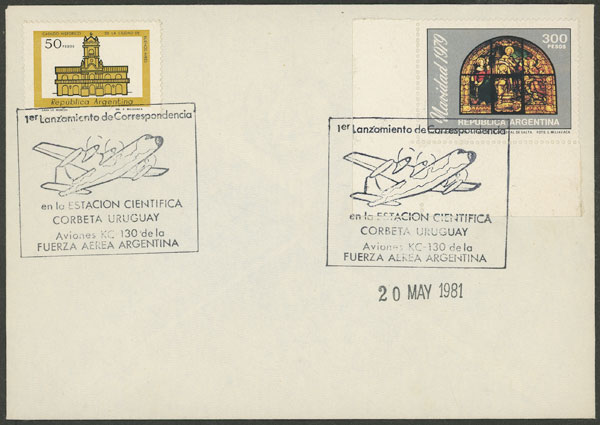 CABILDO HISTORICO DE LA CIUDAD DE BUENOS AIRES
50 PESOS
República Argentina
Navidad 1979
300
PESOS
REPUBLICA ARGENTINA
1er Lanzamiento de Correspondencia
en la ESTACION CIENTIFICA
CORBETA URUGUAY
Aviones KC-130 de la
FUERZA AEREA ARGENTINA
1er Lanzamiento de Correspondencia
en la ESTACION CIENTIFICA
CORBETA URUGUAY
Aviones KC-130 de la
FUERZA AEREA ARGENTINA
20 MAY 1981